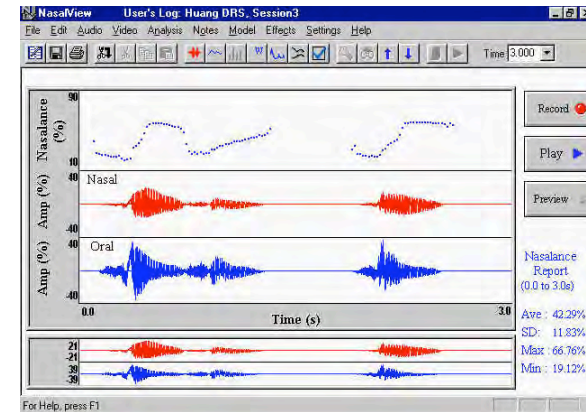 NasalView User's Log: Huang DRS, Session3
File Edit Audio Video Analysis Notes Model Effects Settings Help
Time 3.000
Record
Play
Preview
Nasalance (%)
90
10
Amp (%)
40
Nasal
40
Amp (%)
40
Oral
40
0.0
Time (s)
3.0
Nasalance
Report
(0.0 to 3.0s)
Ave : 42.29%
SD: 11.83%
Max : 66.76%
Min : 19.12%
21
-21
39
-39
For Help, press F1